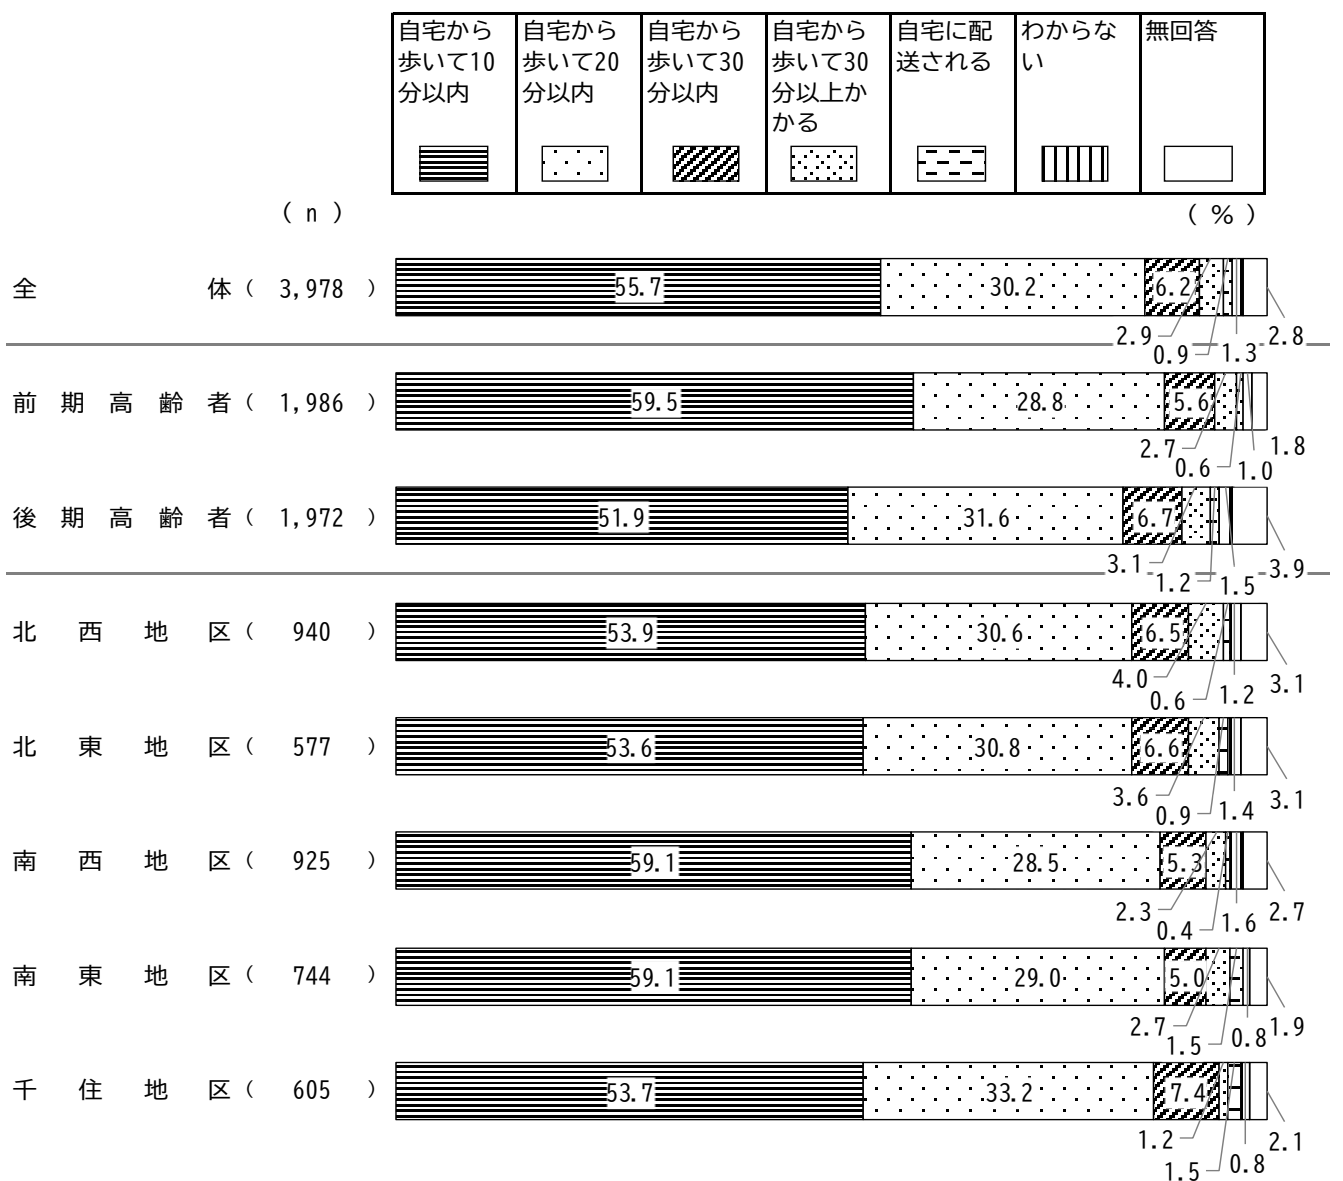 自宅から歩いて10分以内
自宅から歩いて20分以内
自宅から歩いて30分以内
自宅から歩いて30分以上かかる
自宅に配送される
わからない
無回答
(n) (%)
全体( 3,978 ) 55.7 30.2 6.2
2.9 0.9 1.3 2.8
前期高齢者( 1,986 ) 59.5 28.8 5.6
2.7 0.6 1.0 1.8
後期高齢者( 1,972 ) 51.9 31.6 6.7
3.1 1.2 1.5 3.9
北西地区( 940 ) 53.9 30.6 6.5
4.0 0.6 1.2 3.1
北東地区( 577 ) 53.6 30.8 6.6
3.6 0.9 1.4 3.1
南西地区( 925 ) 59.1 28.5 5.3
2.3 0.4 1.6 2.7
南東地区( 744 ) 59.1 29.0 5.0
2.7 1.5 0.8 1.9
千住地区( 605 ) 53.7 33.2 7.4
1.2 1.5 0.8 2.1